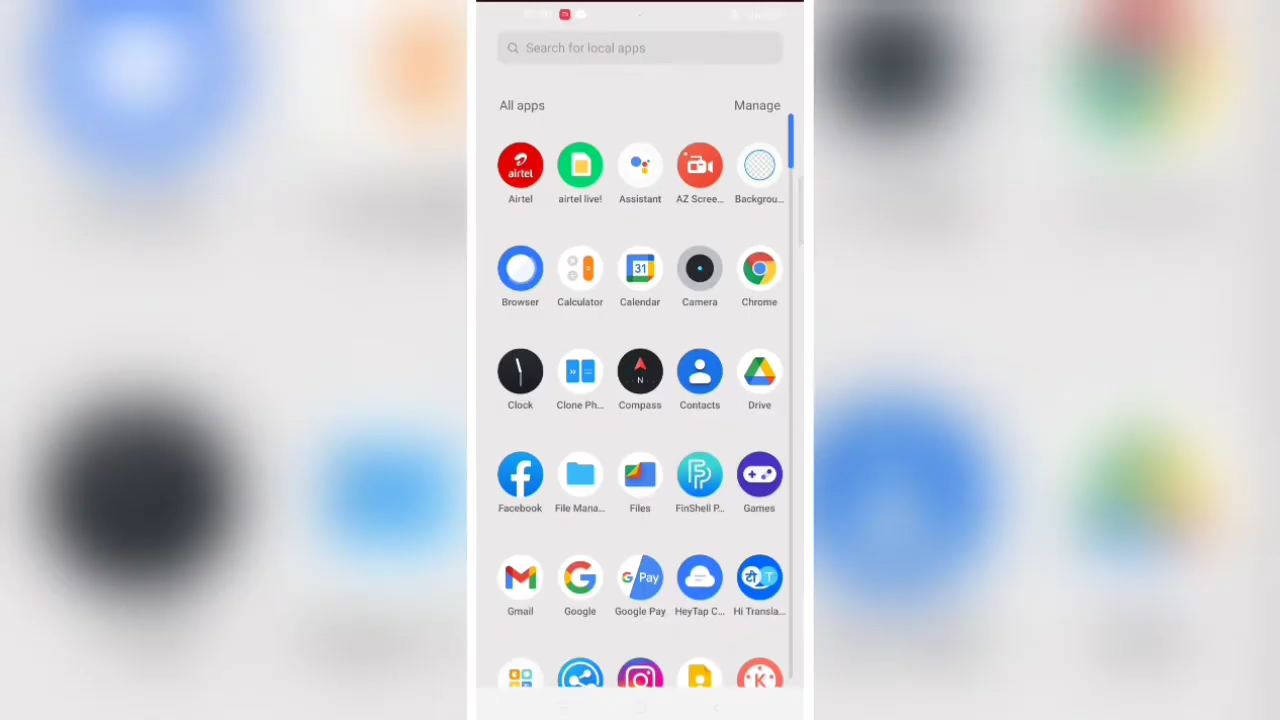 Search for local apps
All apps
Manage
airtel
Airtel
airtel live!
Assistant
AZ Scree...
Backgrou...
Browser
Calculator
31
Calendar
Camera
Chrome
Clock
Clone Ph...
N
Compass
Contacts
Drive
Facebook
File Mana...
Files
FinShell P...
Games
Gmail
Google
G Pay
Google Pay
HeyTap C...
टी T
Hi Transla...
K